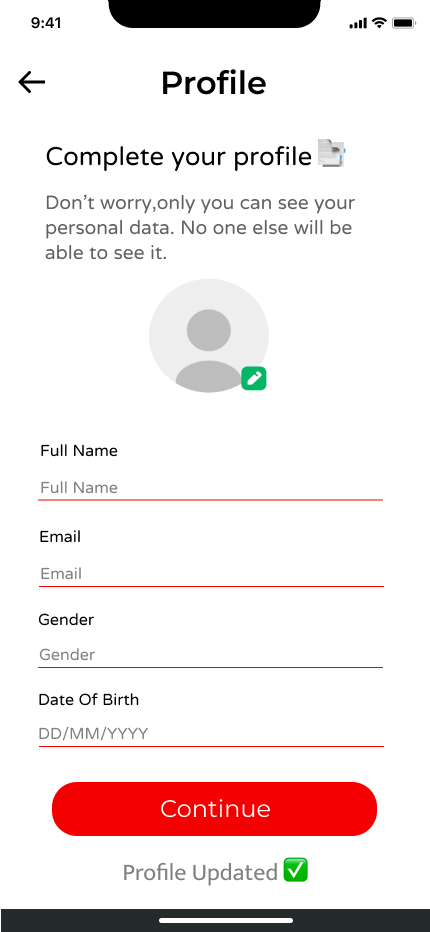 9:41
Profile
Complete your profile
Don't worry,only you can see your
personal data. No one else will be
able to see it.
Full Name
Full Name
Email
Email
Gender
Gender
Date Of Birth
DD/MM/YYYY
Continue
Profile Updated ✅